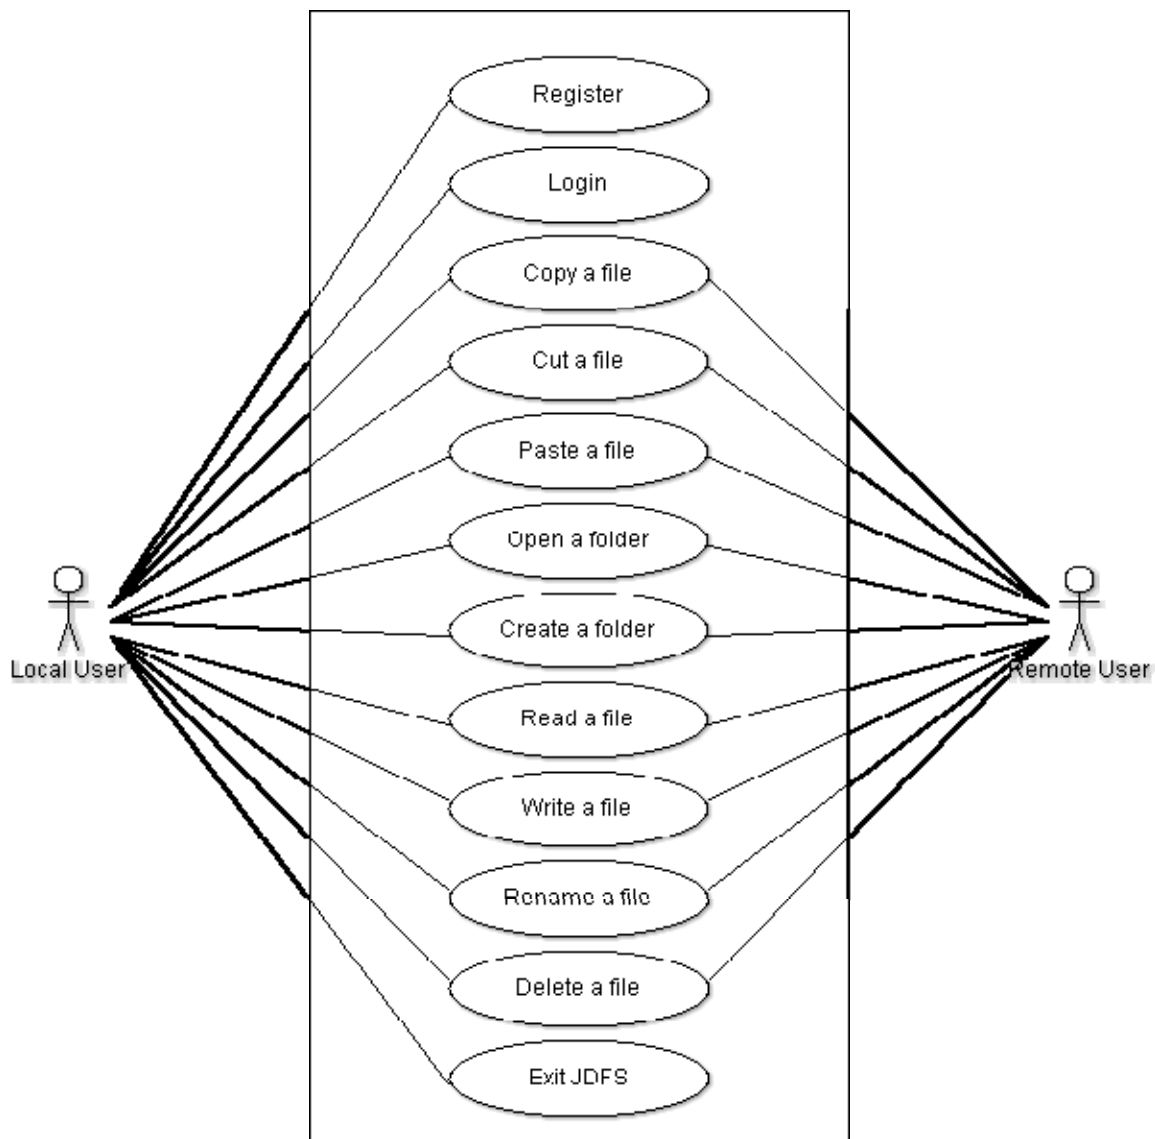 Register
Login
Copy a file
Cut a file
Paste a file
Open a folder
Create a folder
Local User
Remote User
Read a file
Write a file
Rename a file
Delete a file
Exit JDFS